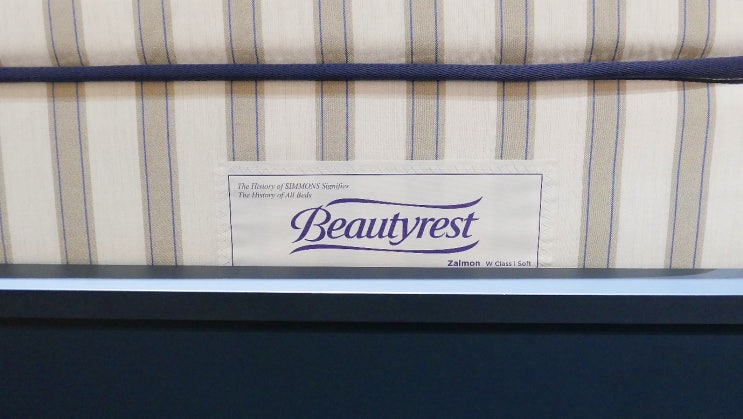 The History of SIMMONS Signifies
The History of All Beds
Beautyrest
Zalmon W Class I Soft